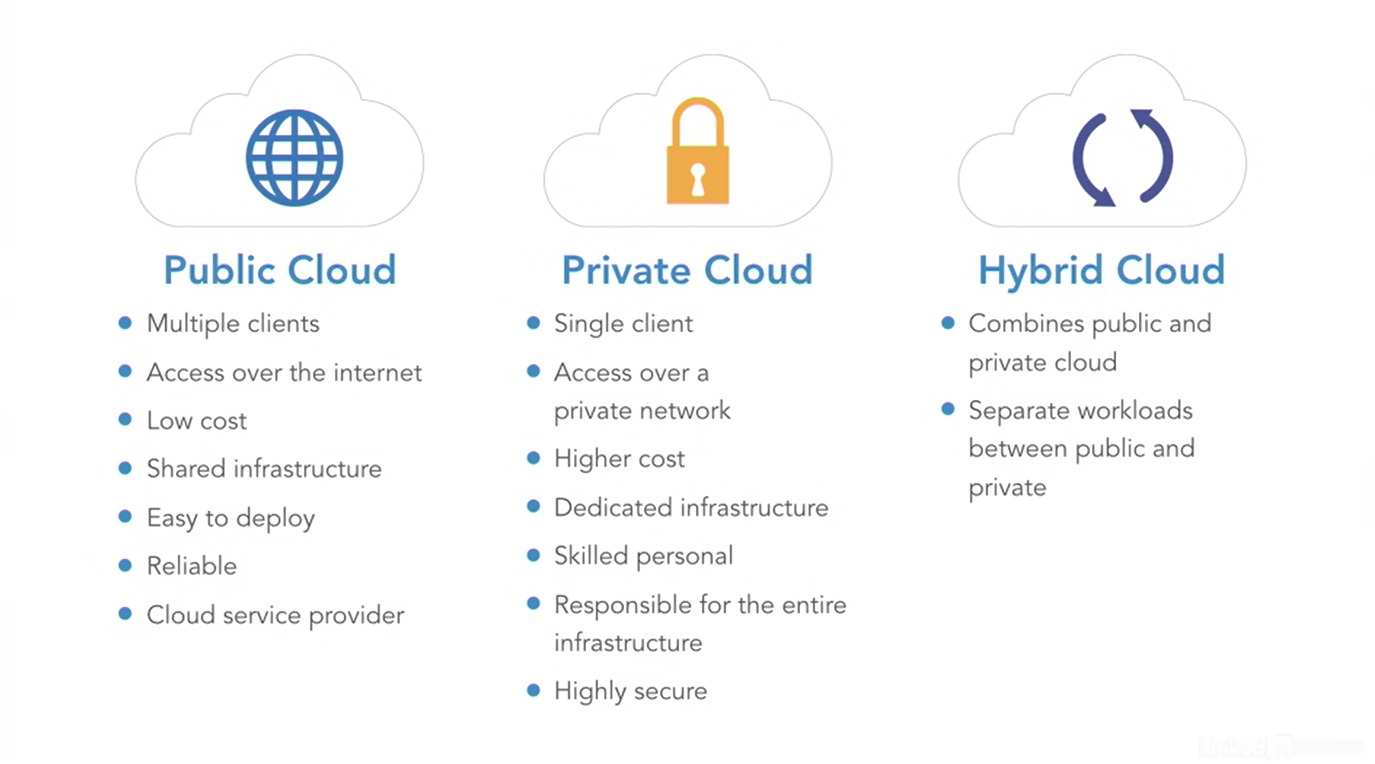 Public Cloud
Multiple clients
Access over the internet
Low cost
Shared infrastructure
Easy to deploy
Reliable
Cloud service provider
Private Cloud
Single client
Access over a
private network
Higher cost
Dedicated infrastructure
Skilled personal
Responsible for the entire
infrastructure
Highly secure
Hybrid Cloud
Combines public and
private cloud
Separate workloads
between public and
private